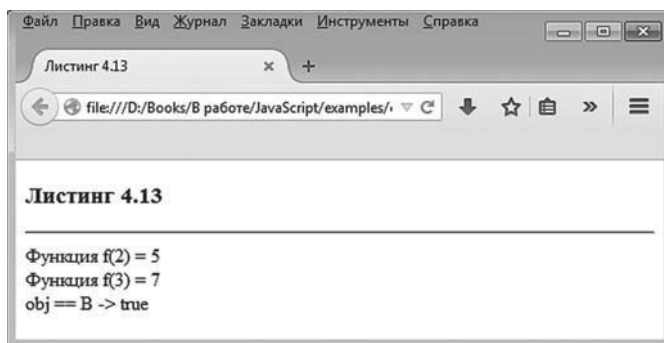 Файл Правка Вид Журнал Закладки Инструменты Справка
Листинг 4.13
file:///D:/Books/В работе/JavaScript/examples/
Листинг 4.13
Функция f(2) = 5
Функция f(3) = 7
obj == B -> true